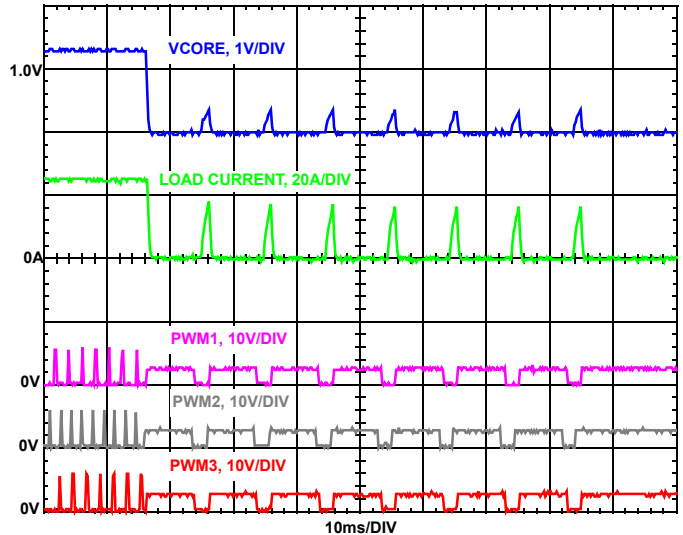 VCORE, 1V/DIV
1.0V
LOAD CURRENT, 20A/DIV
0A
PWM1, 10V/DIV
0V
PWM2, 10V/DIV
0V
PWM3, 10V/DIV
0V
10ms/DIV